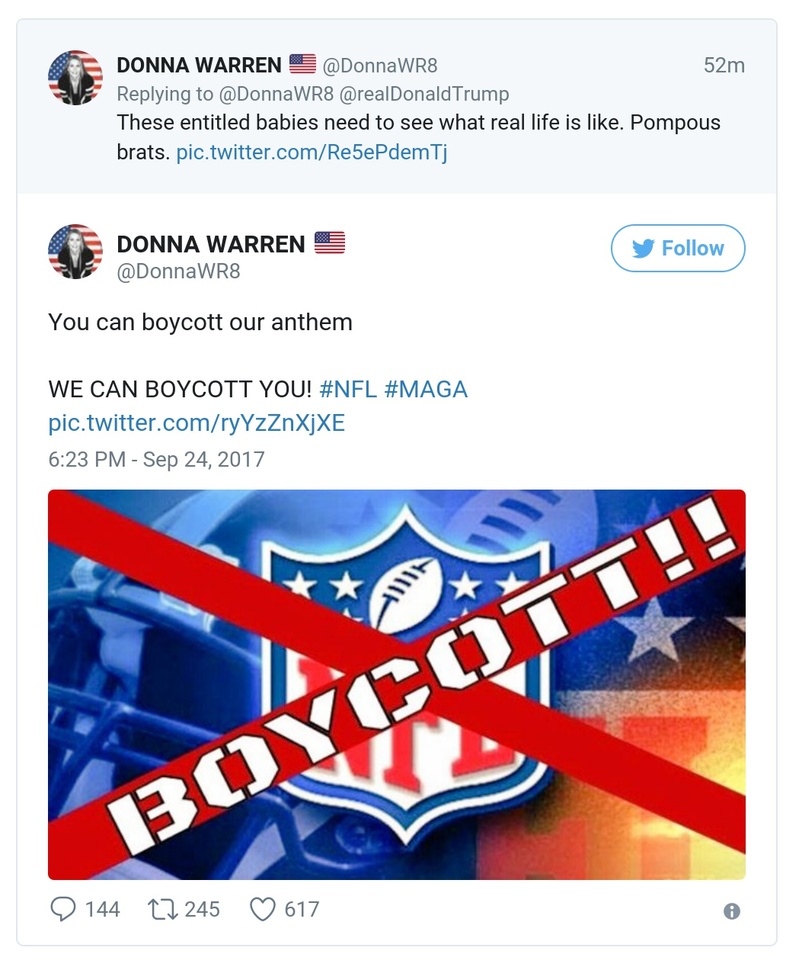 DONNA WARREN 🇺🇸 @DonnaWR8 52m
Replying to @DonnaWR8 @realDonaldTrump
These entitled babies need to see what real life is like. Pompous
brats. pic.twitter.com/Re5ePdemTj
DONNA WARREN 🇺🇸
@DonnaWR8
Follow
You can boycott our anthem
WE CAN BOYCOTT YOU! #NFL #MAGA
pic.twitter.com/ryYzZnXjXE
6:23 PM - Sep 24, 2017
BOYCOTT!!
NFL
144 245 617